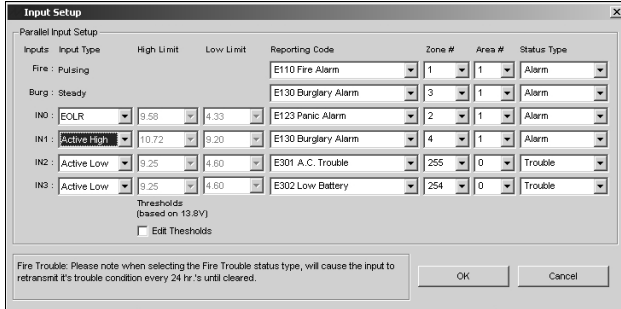 Input Setup
Parallel Input Setup
Inputs Input Type High Limit Low Limit Reporting Code Zone # Area # Status Type
Fire : Pulsing E110 Fire Alarm 1 1 Alarm
Burg : Steady E130 Burglary Alarm 3 1 Alarm
IN0 : EOLR 9.58 4.33 E123 Panic Alarm 2 1 Alarm
IN1 : Active High 10.72 9.20 E130 Burglary Alarm 4 1 Alarm
IN2 : Active Low 9.25 4.60 E301 A.C. Trouble 255 0 Trouble
IN3 : Active Low 9.25 4.60 E302 Low Battery 254 0 Trouble
Thresholds
(based on 13.8V)
Edit Thesholds
Fire Trouble: Please note when selecting the Fire Trouble status type, will cause the input to
retransmit it's trouble condition every 24 hr.'s until cleared.
OK Cancel